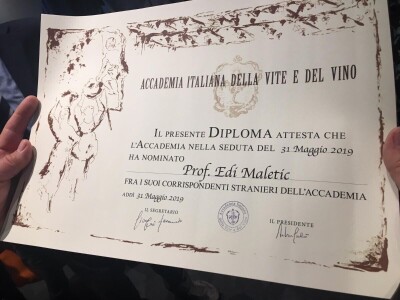 ACCADEMIA ITALIANA DELLA VITE E DEL VINO
IL PRESENTE DIPLOMA ATTESTA CHE
L'ACCADEMIA NELLA SEDUTA DEL 31 Maggio 2019
HA NOMINATO
Prof. Edi Maletic
FRA I SUOI CORRISPONDENTI STRANIERI DELL'ACCADEMIA
ADDÌ 31 Maggio 2019
IL SEGRETARIO
IL PRESIDENTE